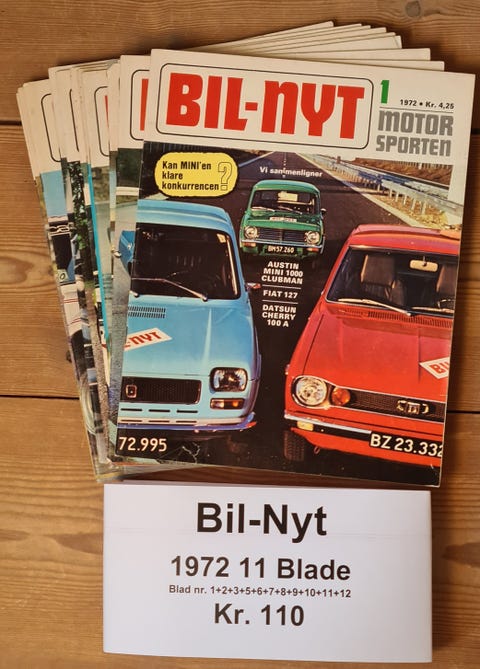 BIL-NYT
1
1972 • Kr. 4,25
MOTOR
SPORTEN
Kan MINI'en
klare
konkurrencen?
Vi sammenligner
BM57.260
AUSTIN
MINI 1000
CLUBMAN
FIAT 127
DATSUN
CHERRY
100 A
-NYT
BIL
72.995
BZ 23.332
Bil-Nyt
1972 11 Blade
Blad nr. 1+2+3+5+6+7+8+9+10+11+12
Kr. 110